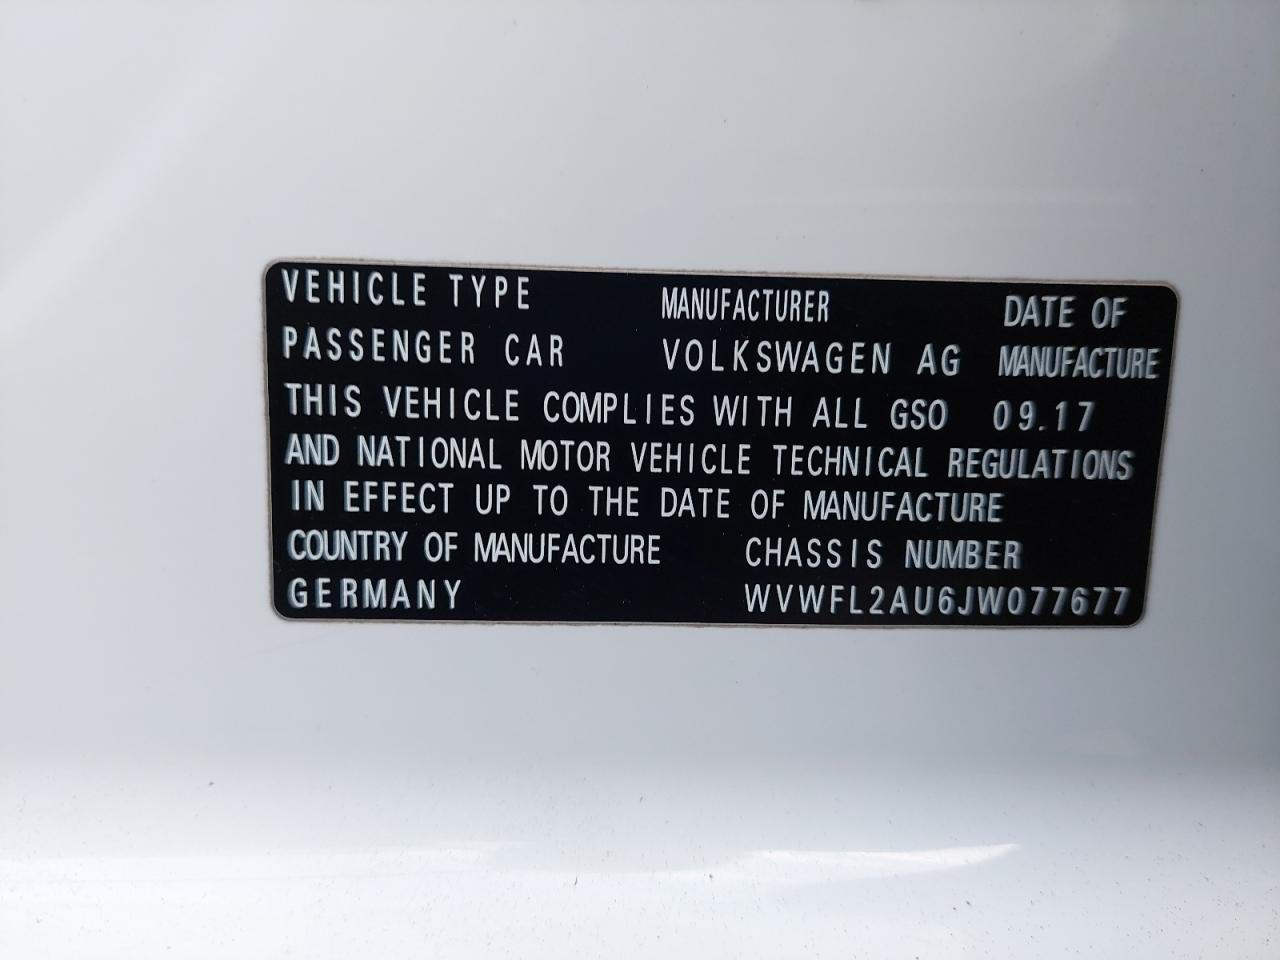 VEHICLE TYPE MANUFACTURER DATE OF
PASSENGER CAR VOLKSWAGEN AG MANUFACTURE
THIS VEHICLE COMPLIES WITH ALL GSO 09.17
AND NATIONAL MOTOR VEHICLE TECHNICAL REGULATIONS
IN EFFECT UP TO THE DATE OF MANUFACTURE
COUNTRY OF MANUFACTURE CHASSIS NUMBER
GERMANY WVWFL2AU6JW077677